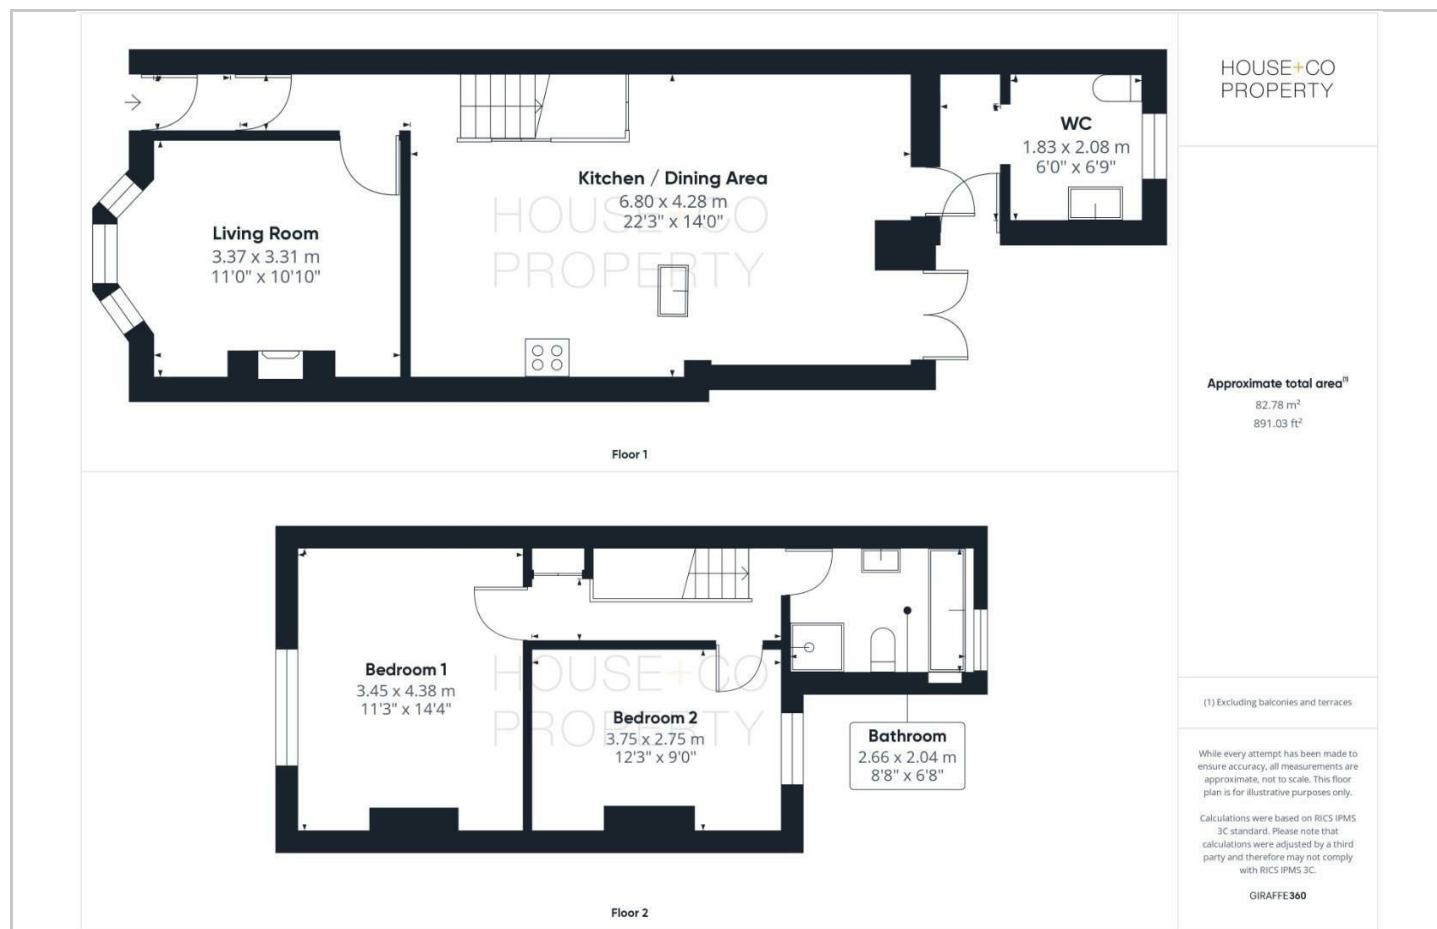 HOUSE+CO
PROPERTY
WC
1.83 x 2.08 m
6'0" x 6'9"
Kitchen / Dining Area
6.80 x 4.28 m
22'3" x 14'0"
HOUSE+CO
PROPERTY
Living Room
3.37 x 3.31 m
11'0" x 10'10"
Floor 1
Approximate total area(1)
82.78 m²
891.03 ft²
Bedroom 1
3.45 x 4.38 m
11'3" x 14'4"
HOUSE+CO
PROPERTY
Bedroom 2
3.75 x 2.75 m
12'3" x 9'0"
Bathroom
2.66 x 2.04 m
8'8" x 6'8"
Floor 2
(1) Excluding balconies and terraces
While every attempt has been made to
ensure accuracy, all measurements are
approximate, not to scale. This floor
plan is for illustrative purposes only.
Calculations were based on RICS IPMS
3C standard. Please note that
calculations were adjusted by a third
party and therefore may not comply
with RICS IPMS 3C.
GIRAFFE360